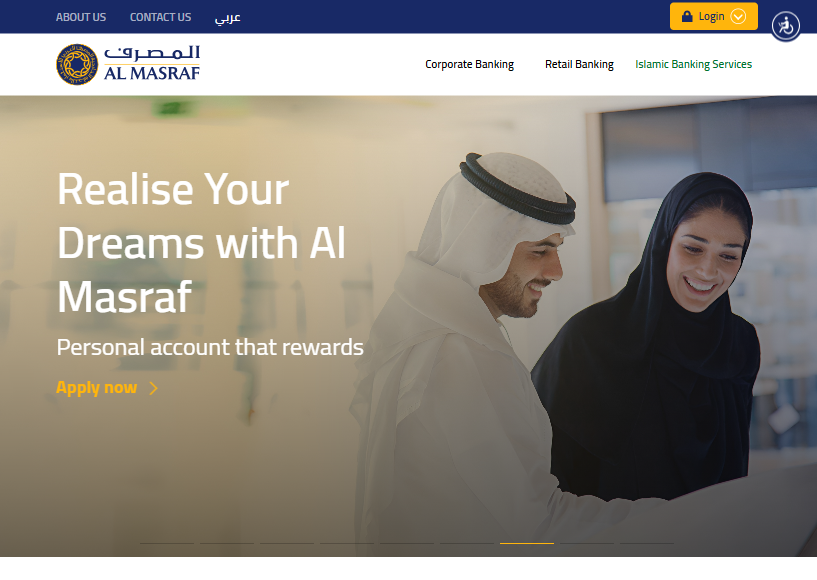 ABOUT US
CONTACT US
عربي
Login
المصرف
AL MASRAF
Corporate Banking
Retail Banking
Islamic Banking Services
Realise Your
Dreams with Al
Masraf
Personal account that rewards
Apply now